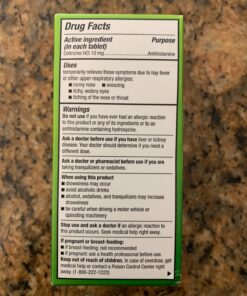 Drug Facts
Active ingredient Purpose
(in each tablet)
Cetirizine HCl 10 mg Antihistamine
Uses
temporarily relieves these symptoms due to hay fever
or other upper respiratory allergies:
■ runny nose ■ sneezing
■ itchy, watery eyes
■ itching of the nose or throat
Warnings
Do not use if you have ever had an allergic reaction
to this product or any of its ingredients or to an
antihistamine containing hydroxyzine.
Ask a doctor before use if you have liver or kidney
disease. Your doctor should determine if you need a
different dose.
Ask a doctor or pharmacist before use if you are
taking tranquilizers or sedatives.
When using this product
■ drowsiness may occur
■ avoid alcoholic drinks
■ alcohol, sedatives, and tranquilizers may increase
drowsiness
■ be careful when driving a motor vehicle or
operating machinery
Stop use and ask a doctor if an allergic reaction to
this product occurs. Seek medical help right away.
If pregnant or breast-feeding:
■ if breast-feeding: not recommended
■ if pregnant: ask a health professional before use.
Keep out of reach of children. In case of overdose, get
medical help or contact a Poison Control Center right
away. (1-800-222-1222)